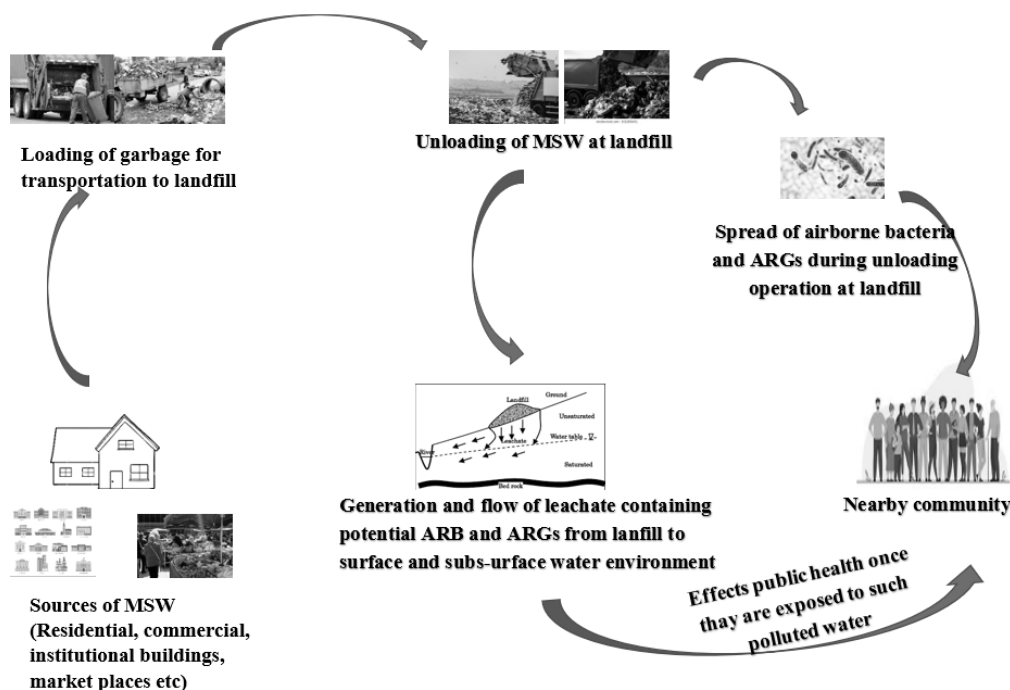 Loading of garbage for
transportation to landfill
Unloading of MSW at landfill
Spread of airborne bacteria
and ARGs during unloading
operation at landfill
Landfill
Ground
Unsaturated
Leachate
Water table
River
Saturated
Bed rock
Generation and flow of leachate containing
potential ARB and ARGs from lanfill to
surface and subs-urface water environment
Nearby community
Effects public health once
thay are exposed to such
polluted water
Sources of MSW
(Residential, commercial,
institutional buildings,
market places etc)